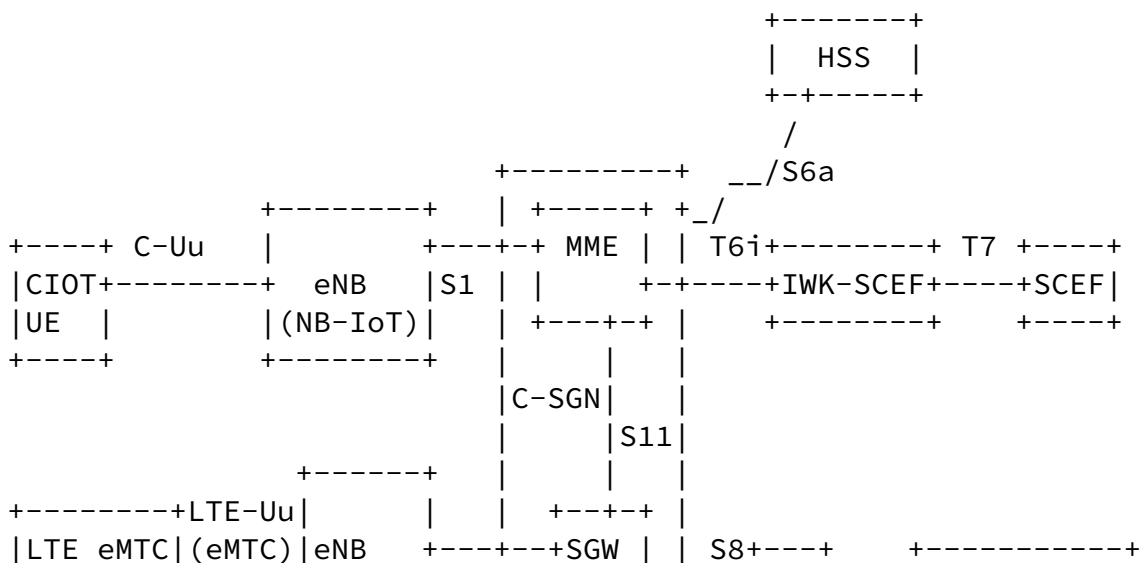 +-------+
                                                  |  HSS  |
                                                  +-+-----+
                                                   /
                                +---------+   __/S6a
                 +--------+    | +-----+ +_/
+----+ C-Uu    |          +---+-+ MME | | T6i+--------+ T7 +----+
|CIOT+--------+  eNB   |S1 | |      +-+----+IWK-SCEF+----+SCEF|
|UE  |          |(NB-IoT)|    | +---+-+ |     +--------+     +----+
+----+          +--------+    |      |  |
                                |C-SGN|    |
                                |      |S11|
                   +------+    |      |  |
+--------+LTE-Uu|        |    |  +--+-+ |
|LTE eMTC|(eMTC)|eNB   +---+--+SGW | | S8+---+     +-----------+